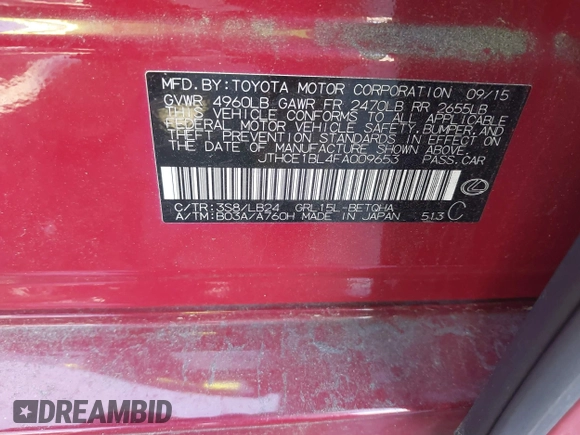 MFD.BY:TOYOTA MOTOR CORPORATION 09/15
GVWR 4960LB GAWR FR 2470LB RR 2655LB
THIS VEHICLE CONFORMS TO ALL APPLICABLE
FEDERAL MOTOR VEHICLE SAFETY,BUMPER,AND
THEFT PREVENTION STANDARDS IN EFFECT ON
THE DATE OF MANUFACTURE SHOWN ABOVE.
JTHCE1BL4FA009653 PASS.CAR
C/TR:3S8/LB24 GRL15L-BETQHA
A/TM:B03A/A760H MADE IN JAPAN 513 C
DREAMBID